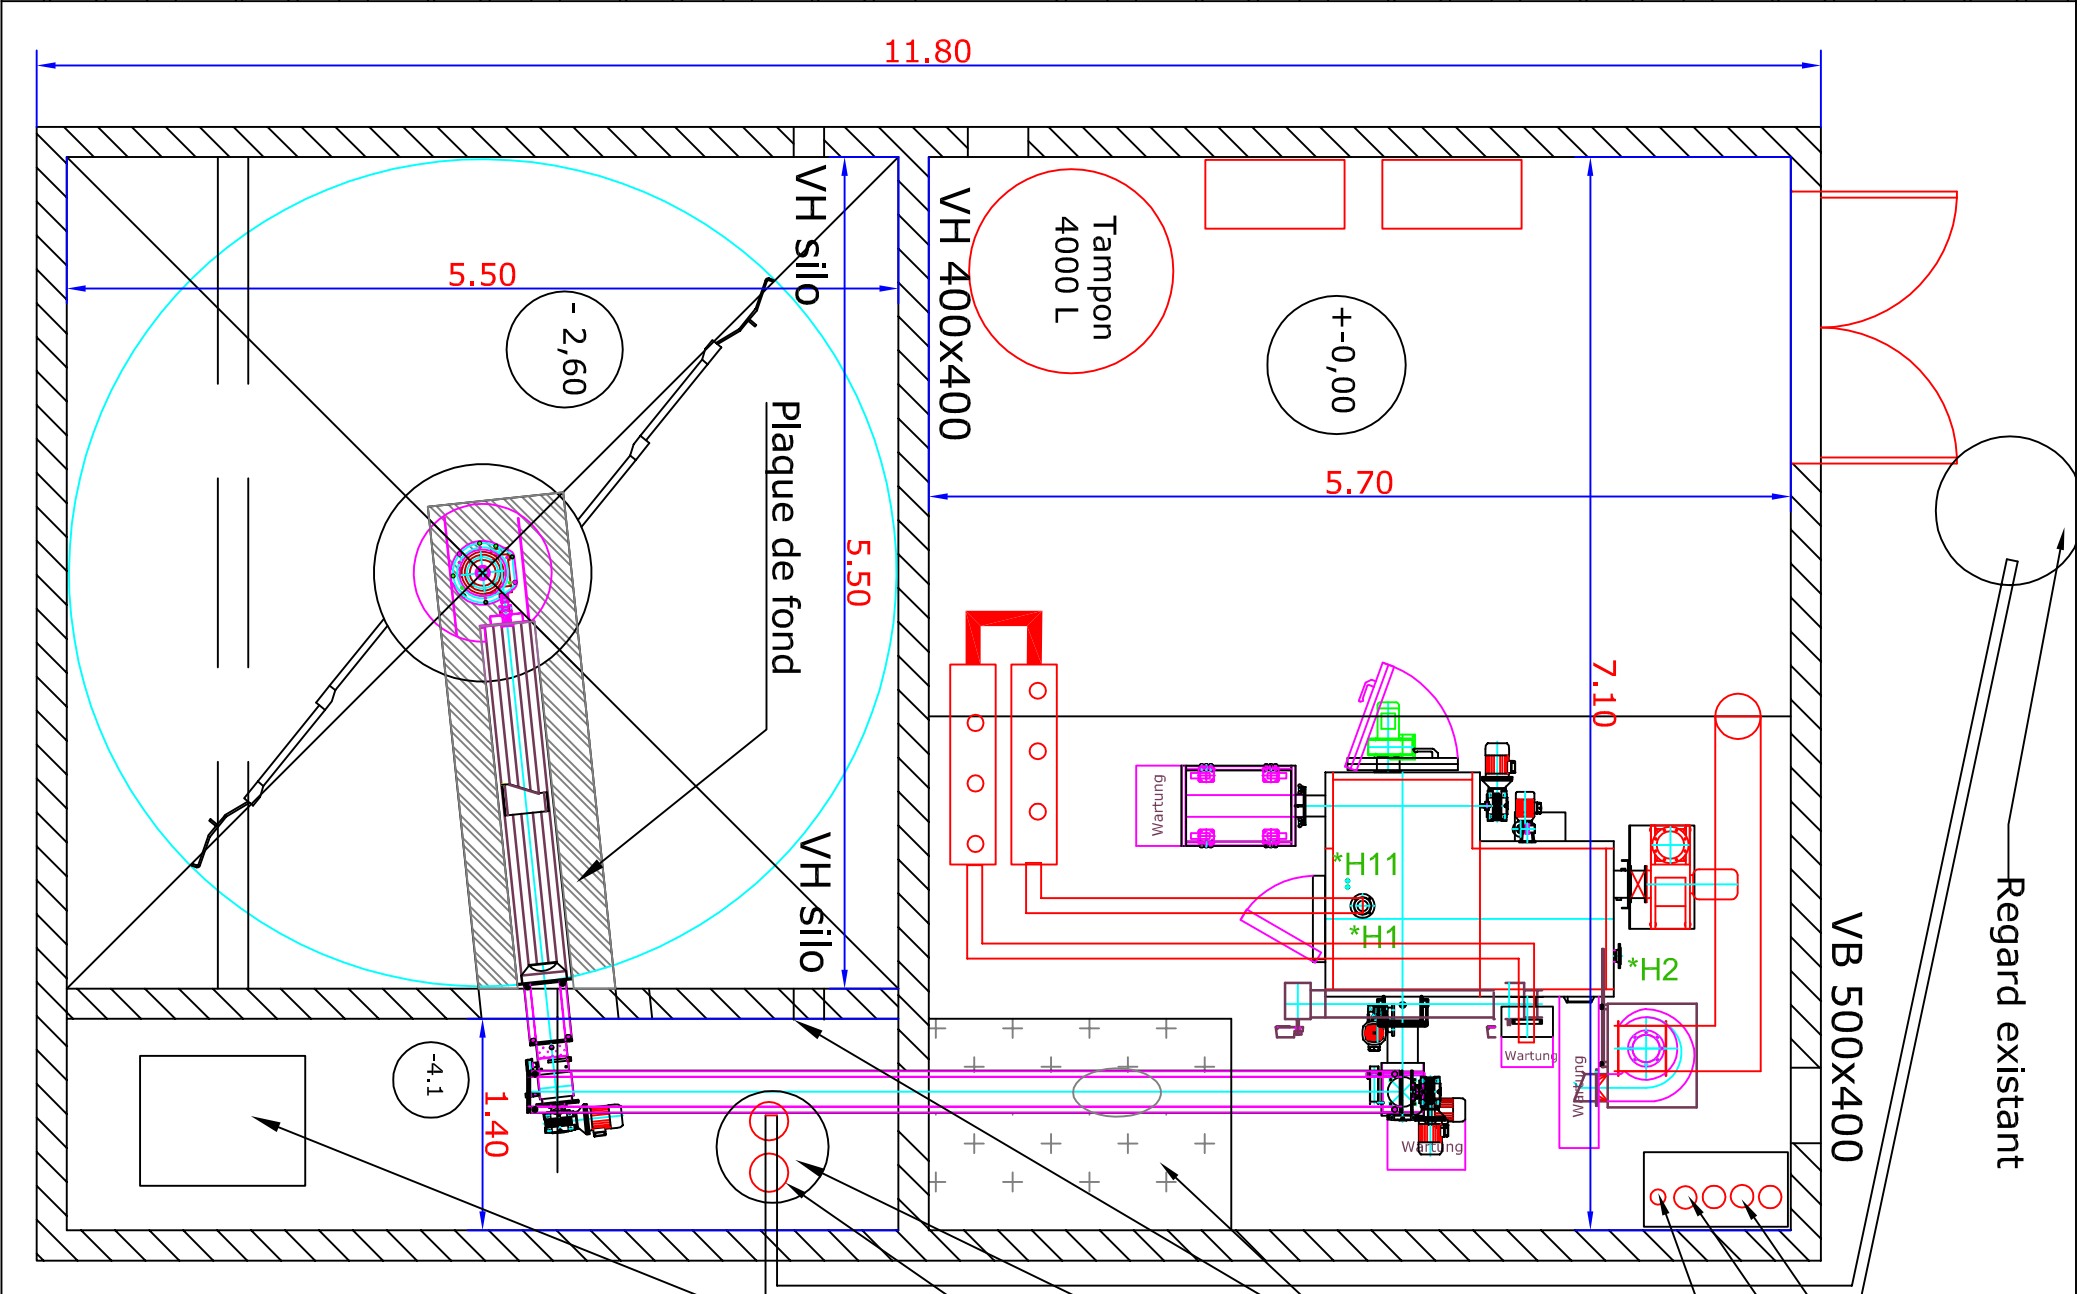 11.80
VH silo
VH 400x400
Tampon
4000 L
5.50
- 2,60
+-0,00
Plaque de fond
5.70
5.50
7.10
Wartung
VH silo
*H11
*H1
*H2
Regard existant
VB 500x400
-4.1
1.40
Wartung
Wartung
Wartung